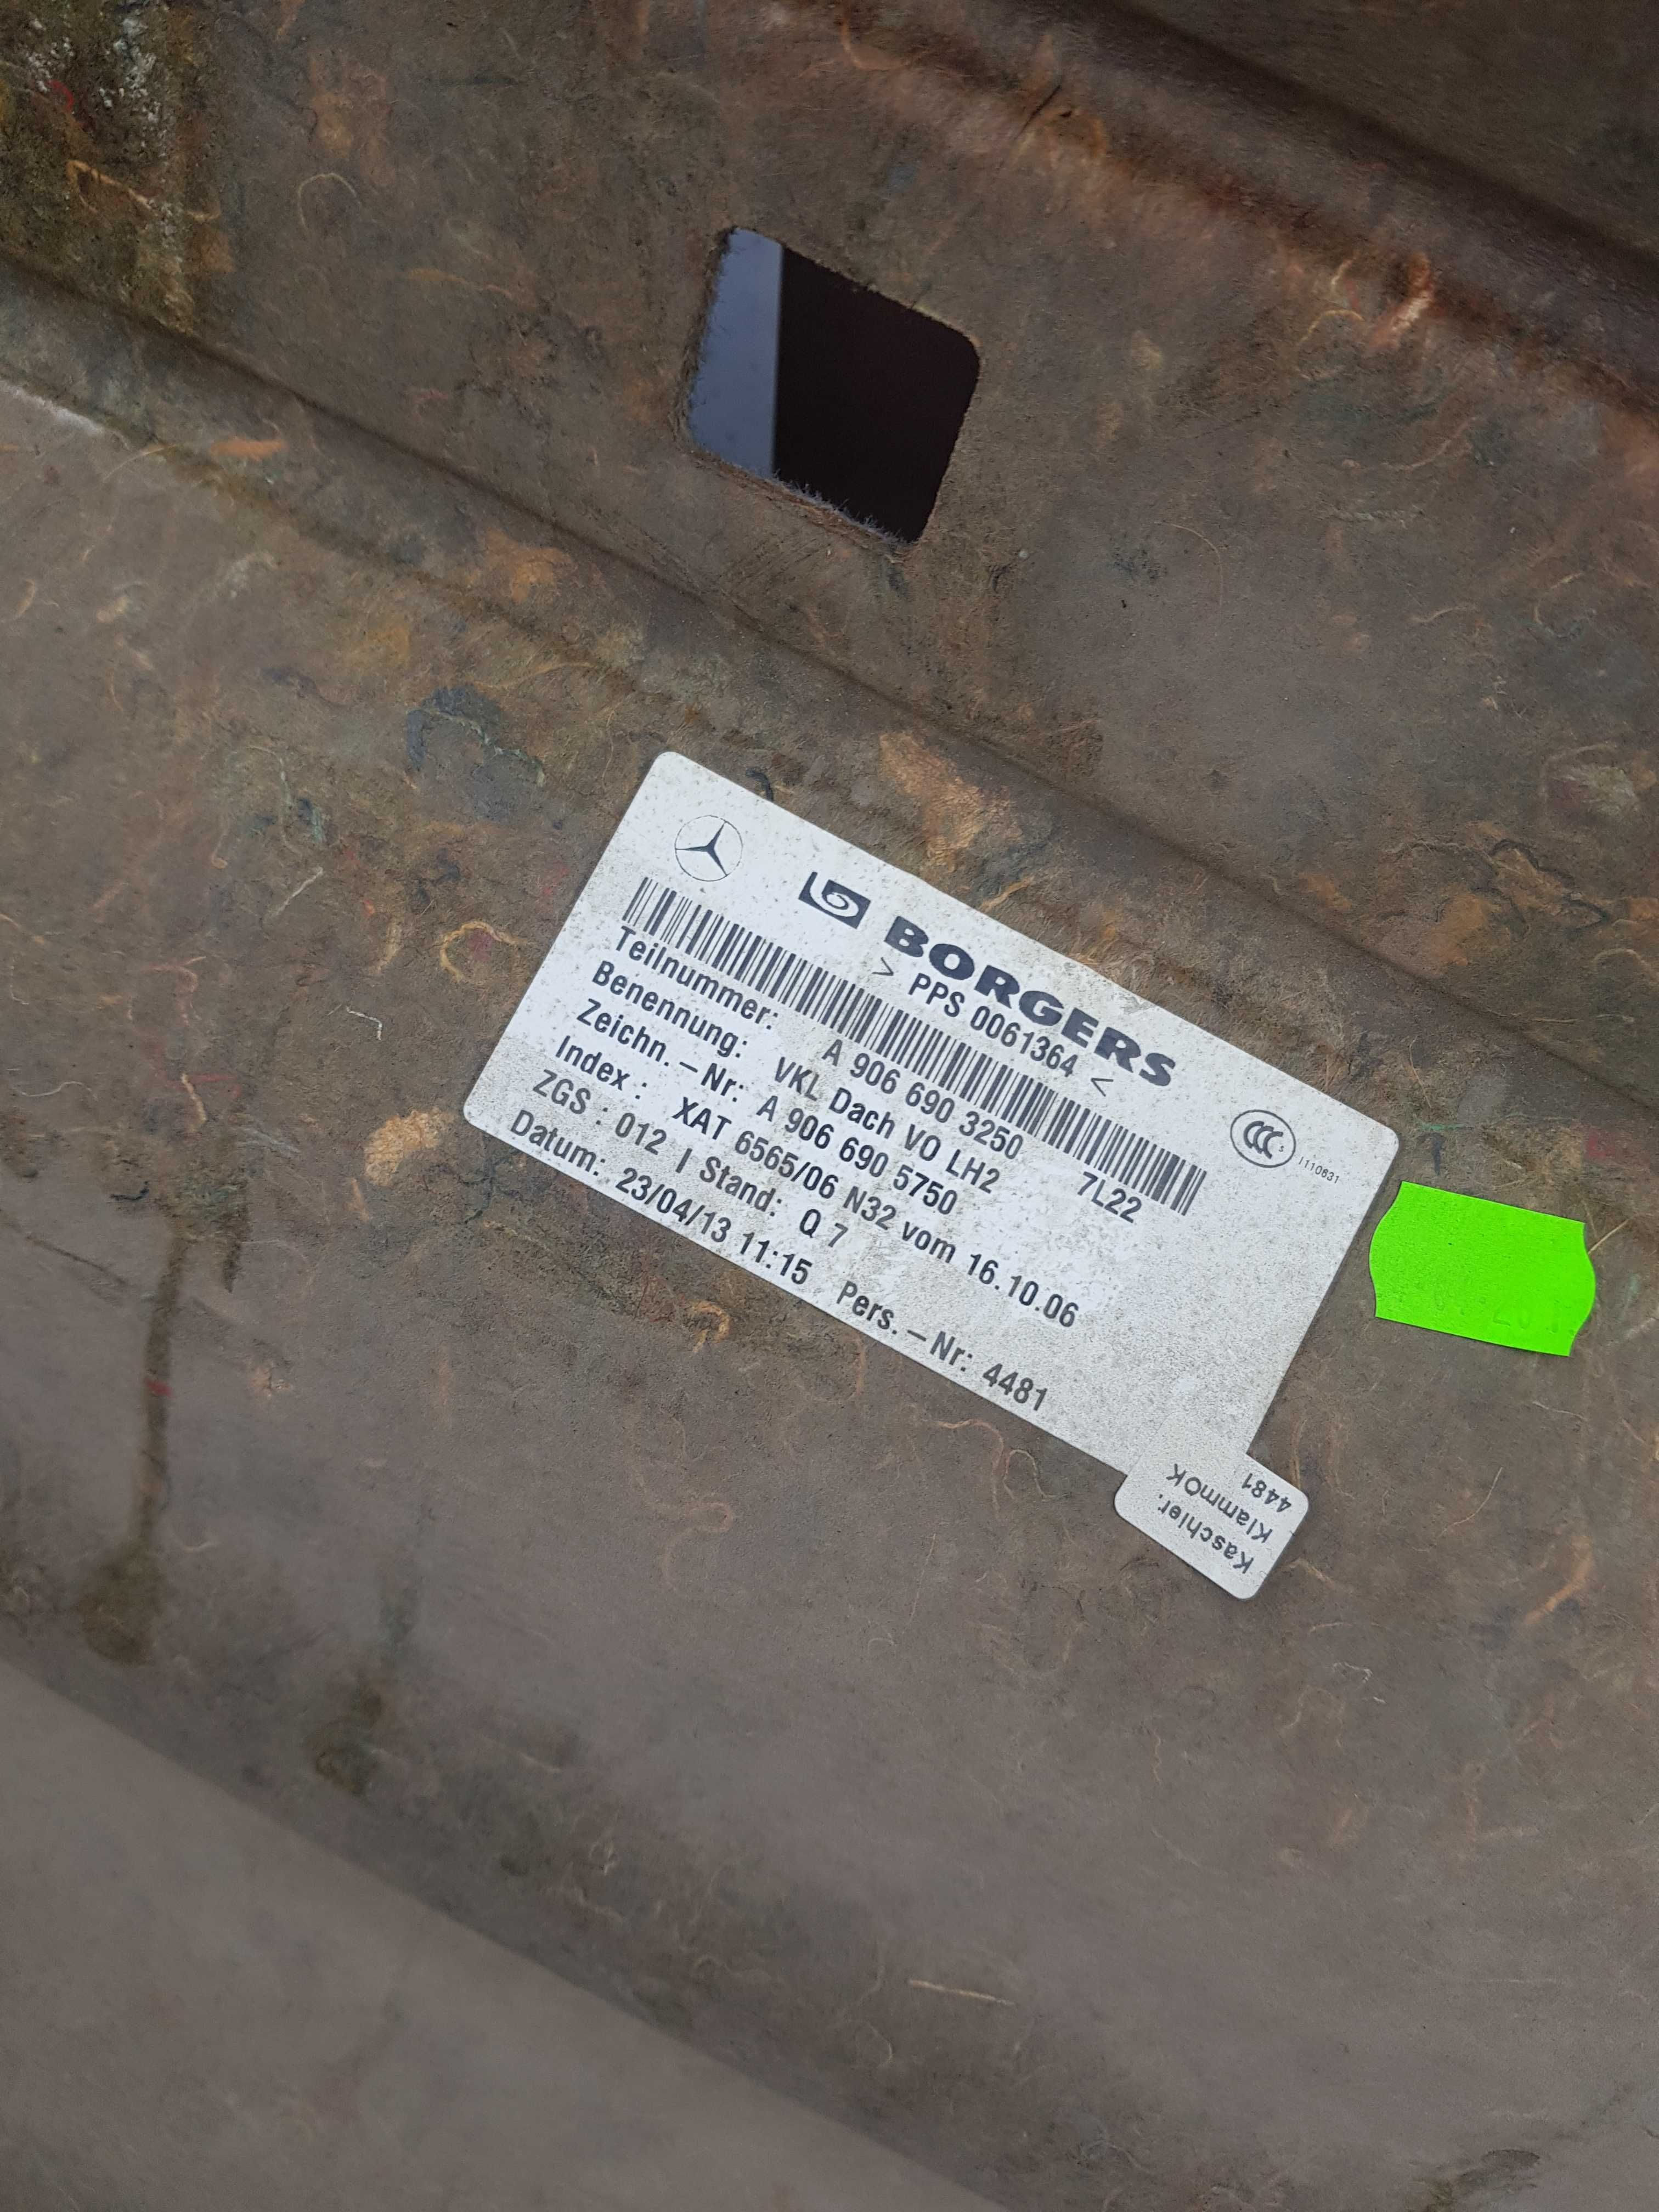 BORGERS
> PPS 0061364 <
CCC S
I110631
Teilnummer: A 906 690 3250 7L22
Benennung: VKL Dach VO LH2
Zeichn.-Nr: A 906 690 5750
Index: XAT 6565/06 N32 vom 16.10.06
ZGS: 012 | Stand: Q 7
Datum: 23/04/13 11:15 Pers.-Nr: 4481
Kaschier.
KlammOK
4481